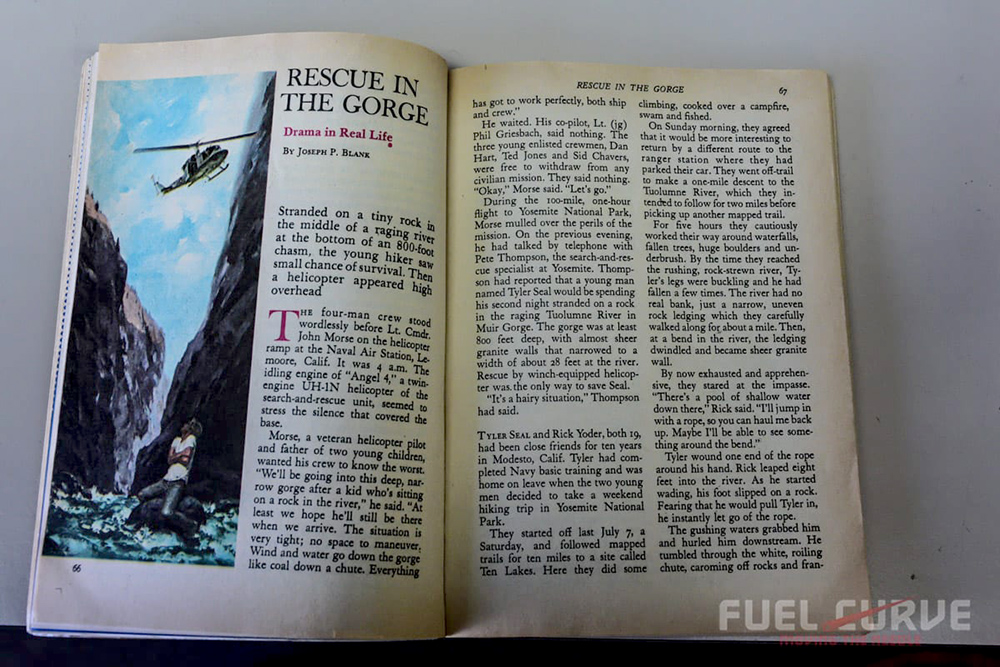 RESCUE IN
THE GORGE
Drama in Real Life
BY JOSEPH P. BLANK
Stranded on a tiny rock in
the middle of a raging river
at the bottom of an 800-foot
chasm, the young hiker saw
small chance of survival. Then
a helicopter appeared high
overhead
THE four-man crew stood
wordlessly before Lt. Cmdr.
John Morse on the helicopter
ramp at the Naval Air Station, Le-
moore, Calif. It was 4 a.m. The
idling engine of "Angel 4," a twin-
engine UH-1N helicopter of the
search-and-rescue unit, seemed to
stress the silence that covered the
base.
Morse, a veteran helicopter pilot
and father of two young children,
wanted his crew to know the worst.
"We'll be going into this deep, nar-
row gorge after a kid who's sitting
on a rock in the river," he said. "At
least we hope he'll still be there
when we arrive. The situation is
very tight; no space to maneuver.
Wind and water go down the gorge
like coal down a chute. Everything
66
RESCUE IN THE GORGE
67
has got to work perfectly, both ship
and crew."
He waited. His co-pilot, Lt. (jg)
Phil Griesbach, said nothing. The
three young enlisted crewmen, Dan
Hart, Ted Jones and Sid Chavers,
were free to withdraw from any
civilian mission. They said nothing.
"Okay," Morse said. "Let's go."
During the 100-mile, one-hour
flight to Yosemite National Park,
Morse mulled over the perils of the
mission. On the previous evening,
he had talked by telephone with
Pete Thompson, the search-and-res-
cue specialist at Yosemite. Thomp-
son had reported that a young man
named Tyler Seal would be spending
his second night stranded on a rock
in the raging Tuolumne River in
Muir Gorge. The gorge was at least
800 feet deep, with almost sheer
granite walls that narrowed to a
width of about 28 feet at the river.
Rescue by winch-equipped helicop-
ter was the only way to save Seal.
"It's a hairy situation," Thompson
had said.
TYLER SEAL and Rick Yoder, both 19,
had been close friends for ten years
in Modesto, Calif. Tyler had com-
pleted Navy basic training and was
home on leave when the two young
men decided to take a weekend
hiking trip in Yosemite National
Park.
They started off last July 7, a
Saturday, and followed mapped
trails for ten miles to a site called
Ten Lakes. Here they did some
climbing, cooked over a campfire,
swam and fished.
On Sunday morning, they agreed
that it would be more interesting to
return by a different route to the
ranger station where they had
parked their car. They went off-trail
to make a one-mile descent to the
Tuolumne River, which they in-
tended to follow for two miles before
picking up another mapped trail.
For five hours they cautiously
worked their way around waterfalls,
fallen trees, huge boulders and un-
derbrush. By the time they reached
the rushing, rock-strewn river, Ty-
ler's legs were buckling and he had
fallen a few times. The river had no
real bank, just a narrow, uneven
rock ledging which they carefully
walked along for about a mile. Then,
at a bend in the river, the ledging
dwindled and became sheer granite
wall.
By now exhausted and apprehen-
sive, they stared at the impasse.
"There's a pool of shallow water
down there," Rick said. "I'll jump in
with a rope, so you can haul me back
up. Maybe I'll be able to see some-
thing around the bend."
Tyler wound one end of the rope
around his hand. Rick leaped eight
feet into the river. As he started
wading, his foot slipped on a rock.
Fearing that he would pull Tyler in,
he instantly let go of the rope.
The gushing waters grabbed him
and hurled him downstream. He
tumbled through the white, roiling
chute, caroming off rocks and fran-
FUEL CURVE
MOVING THE NEEDLE